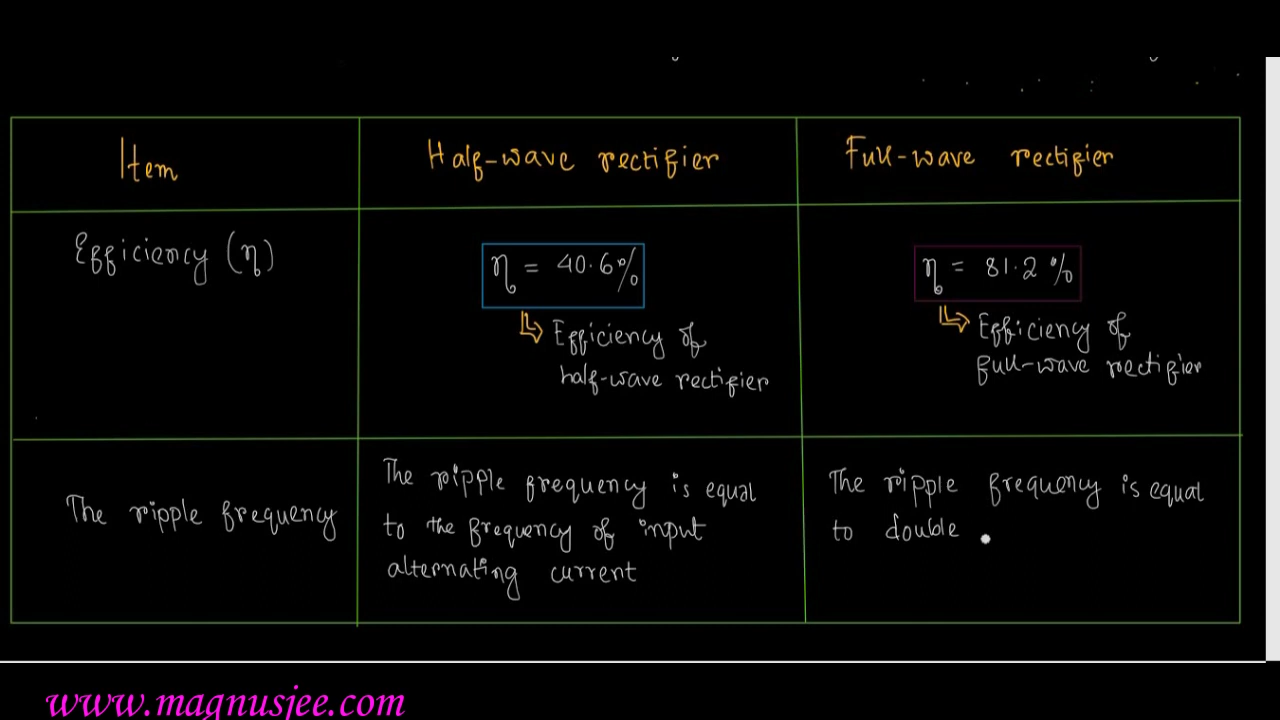 Item
Half-wave rectifier
Full-wave rectifier
Efficiency (η)
η = 40.6%
Efficiency of
half-wave rectifier
η = 81.2 %
Efficiency of
full-wave rectifier
The ripple frequency
The ripple frequency is equal
to the frequency of input
alternating current
The ripple frequency is equal
to double
www.magnusjee.com